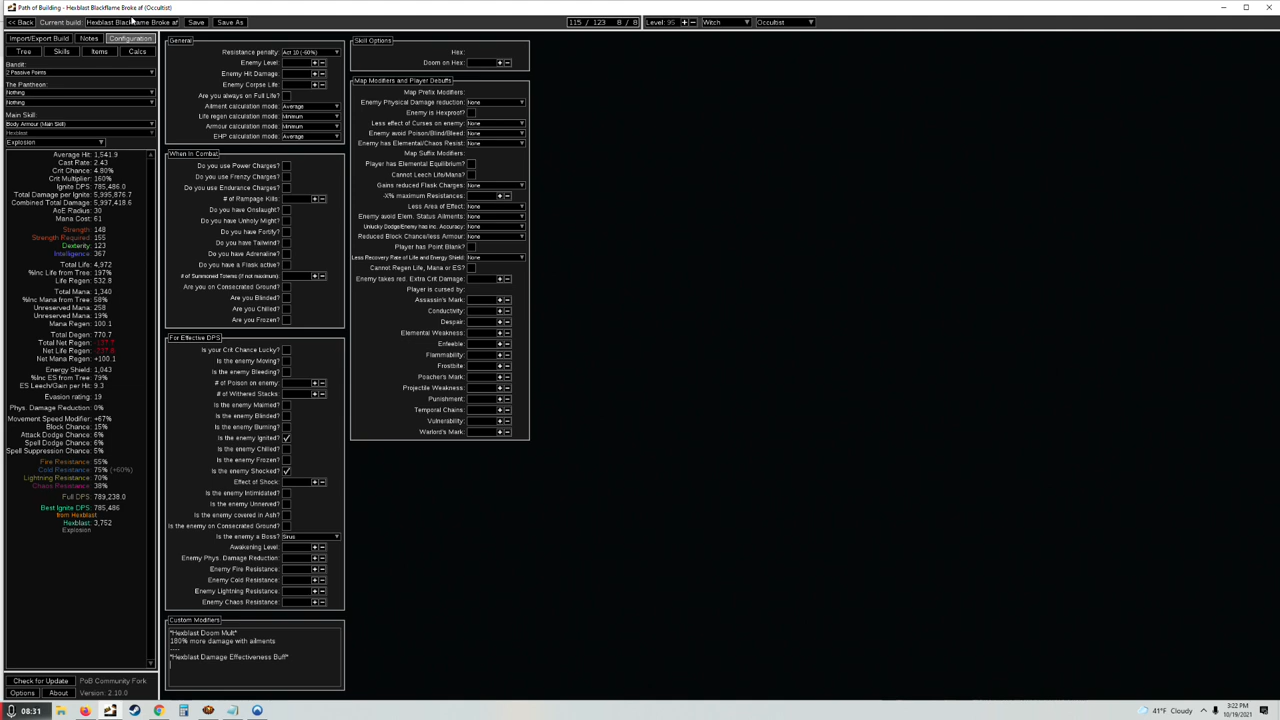 Path of Building - Hexblast Blackflame Broke af (Occultist)
<< Back Current build: Hexblast Blackflame Broke af Save Save As 115 / 123 8 / 8 Level: 95 Witch Occultist
Import/Export Build Notes Configuration
Tree Skills Items Calcs
Bandit:
2 Passive Points
The Pantheon:
Nothing
Nothing
Main Skill:
Body Armour (Main Skill)
Hexblast
Explosion
Average Hit: 1,541.9
Cast Rate: 2.43
Crit Chance: 4.80%
Crit Multiplier: 160%
Ignite DPS: 785,486.0
Total Damage per Ignite: 5,995,876.7
Combined Total Damage: 5,997,418.6
AoE Radius: 30
Mana Cost: 61
Strength: 148
Strength Required: 155
Dexterity: 123
Intelligence: 367
Total Life: 4,972
%Inc Life from Tree: 197%
Life Regen: 532.8
Total Mana: 1,340
%Inc Mana from Tree: 58%
Unreserved Mana: 258
Unreserved Mana: 19%
Mana Regen: 100.1
Total Degen: 770.7
Total Net Regen: -137.7
Net Life Regen: -237.8
Net Mana Regen: +100.1
Energy Shield: 1,043
%Inc ES from Tree: 79%
ES Leech/Gain per Hit: 9.3
Evasion rating: 19
Phys. Damage Reduction: 0%
Movement Speed Modifier: +67%
Block Chance: 15%
Attack Dodge Chance: 6%
Spell Dodge Chance: 6%
Spell Suppression Chance: 5%
Fire Resistance: 55%
Cold Resistance: 75% (+60%)
Lightning Resistance: 70%
Chaos Resistance: 38%
Full DPS: 789,238.0
Best Ignite DPS: 785,486
from Hexblast
Hexblast: 3,752
Explosion
Check for Update PoB Community Fork
Options About Version: 2.10.0
General
Resistance penalty: Act 10 (-60%)
Enemy Level:
Enemy Hit Damage:
Enemy Corpse Life:
Are you always on Full Life?
Ailment calculation mode: Average
Life regen calculation mode: Minimum
Armour calculation mode: Minimum
EHP calculation mode: Average
When In Combat
Do you use Power Charges?
Do you use Frenzy Charges?
Do you use Endurance Charges?
# of Rampage Kills:
Do you have Onslaught?
Do you have Unholy Might?
Do you have Fortify?
Do you have Tailwind?
Do you have Adrenaline?
Do you have a Flask active?
# of Summoned Totems (if not maximum):
Are you on Consecrated Ground?
Are you Blinded?
Are you Chilled?
Are you Frozen?
For Effective DPS
Is your Crit Chance Lucky?
Is the enemy Moving?
Is the enemy Bleeding?
# of Poison on enemy:
# of Withered Stacks:
Is the enemy Maimed?
Is the enemy Blinded?
Is the enemy Burning?
Is the enemy Ignited?
Is the enemy Chilled?
Is the enemy Frozen?
Is the enemy Shocked?
Effect of Shock:
Is the enemy Intimidated?
Is the enemy Unnerved?
Is the enemy covered in Ash?
Is the enemy on Consecrated Ground?
Is the enemy a Boss? Sirus
Awakening Level:
Enemy Phys. Damage Reduction:
Enemy Fire Resistance:
Enemy Cold Resistance:
Enemy Lightning Resistance:
Enemy Chaos Resistance:
Custom Modifiers
"Hexblast Doom Mult"
180% more damage with ailments
----
"Hexblast Damage Effectiveness Buff"
Skill Options
Hex:
Doom on Hex:
Map Modifiers and Player Debuffs
Map Prefix Modifiers:
Enemy Physical Damage reduction: None
Enemy is Hexproof?
Less effect of Curses on enemy: None
Enemy avoid Poison/Blind/Bleed: None
Enemy has Elemental/Chaos Resist: None
Map Suffix Modifiers:
Player has Elemental Equilibrium?
Cannot Leech Life/Mana?
Gains reduced Flask Charges: None
-X% maximum Resistances:
Less Area of Effect: None
Enemy avoid Elem. Status Ailments: None
Unlucky Dodge/Enemy has inc. Accuracy: None
Reduced Block Chance/less Armour: None
Player has Point Blank?
Less Recovery Rate of Life and Energy Shield: None
Cannot Regen Life, Mana or ES?
Enemy takes red. Extra Crit Damage:
Player is cursed by:
Assassin's Mark:
Conductivity:
Despair:
Elemental Weakness:
Enfeeble:
Flammability:
Frostbite:
Poacher's Mark:
Projectile Weakness:
Punishment:
Temporal Chains:
Vulnerability:
Warlord's Mark:
08:31
41°F Cloudy
3:22 PM
10/19/2021